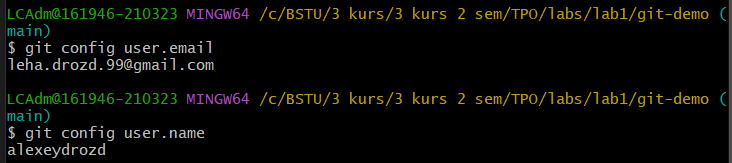 LCAdm@161946-210323 MINGW64 /c/BSTU/3 kurs/3 kurs 2 sem/TPO/labs/lab1/git-demo (
main)
$ git config user.email
leha.drozd.99@gmail.com
LCAdm@161946-210323 MINGW64 /c/BSTU/3 kurs/3 kurs 2 sem/TPO/labs/lab1/git-demo (
main)
$ git config user.name
alexeydrozd